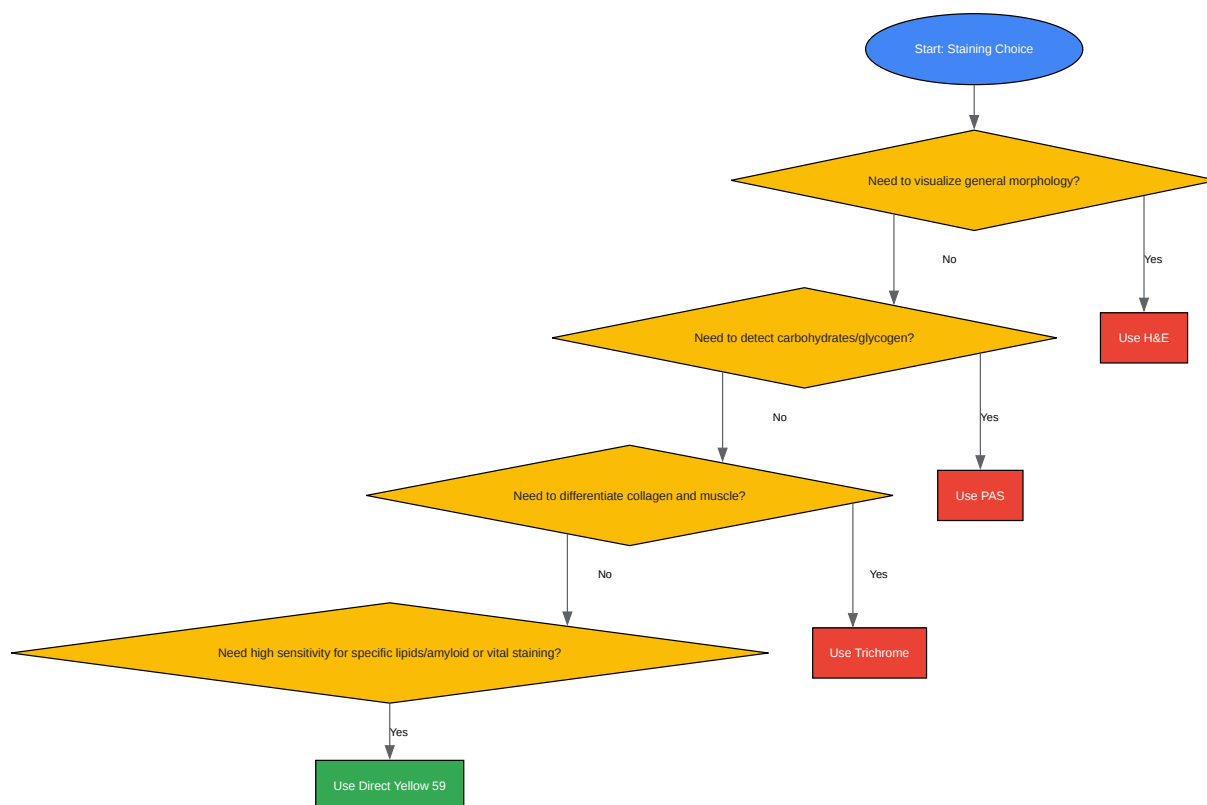 Start: Staining Choice
Need to visualize general morphology?
No
Yes
Need to detect carbohydrates/glycogen?
Use H&E
No
Yes
Need to differentiate collagen and muscle?
Use PAS
No
Yes
Need high sensitivity for specific lipids/amyloid or vital staining?
Use Trichrome
Yes
Use Direct Yellow 59